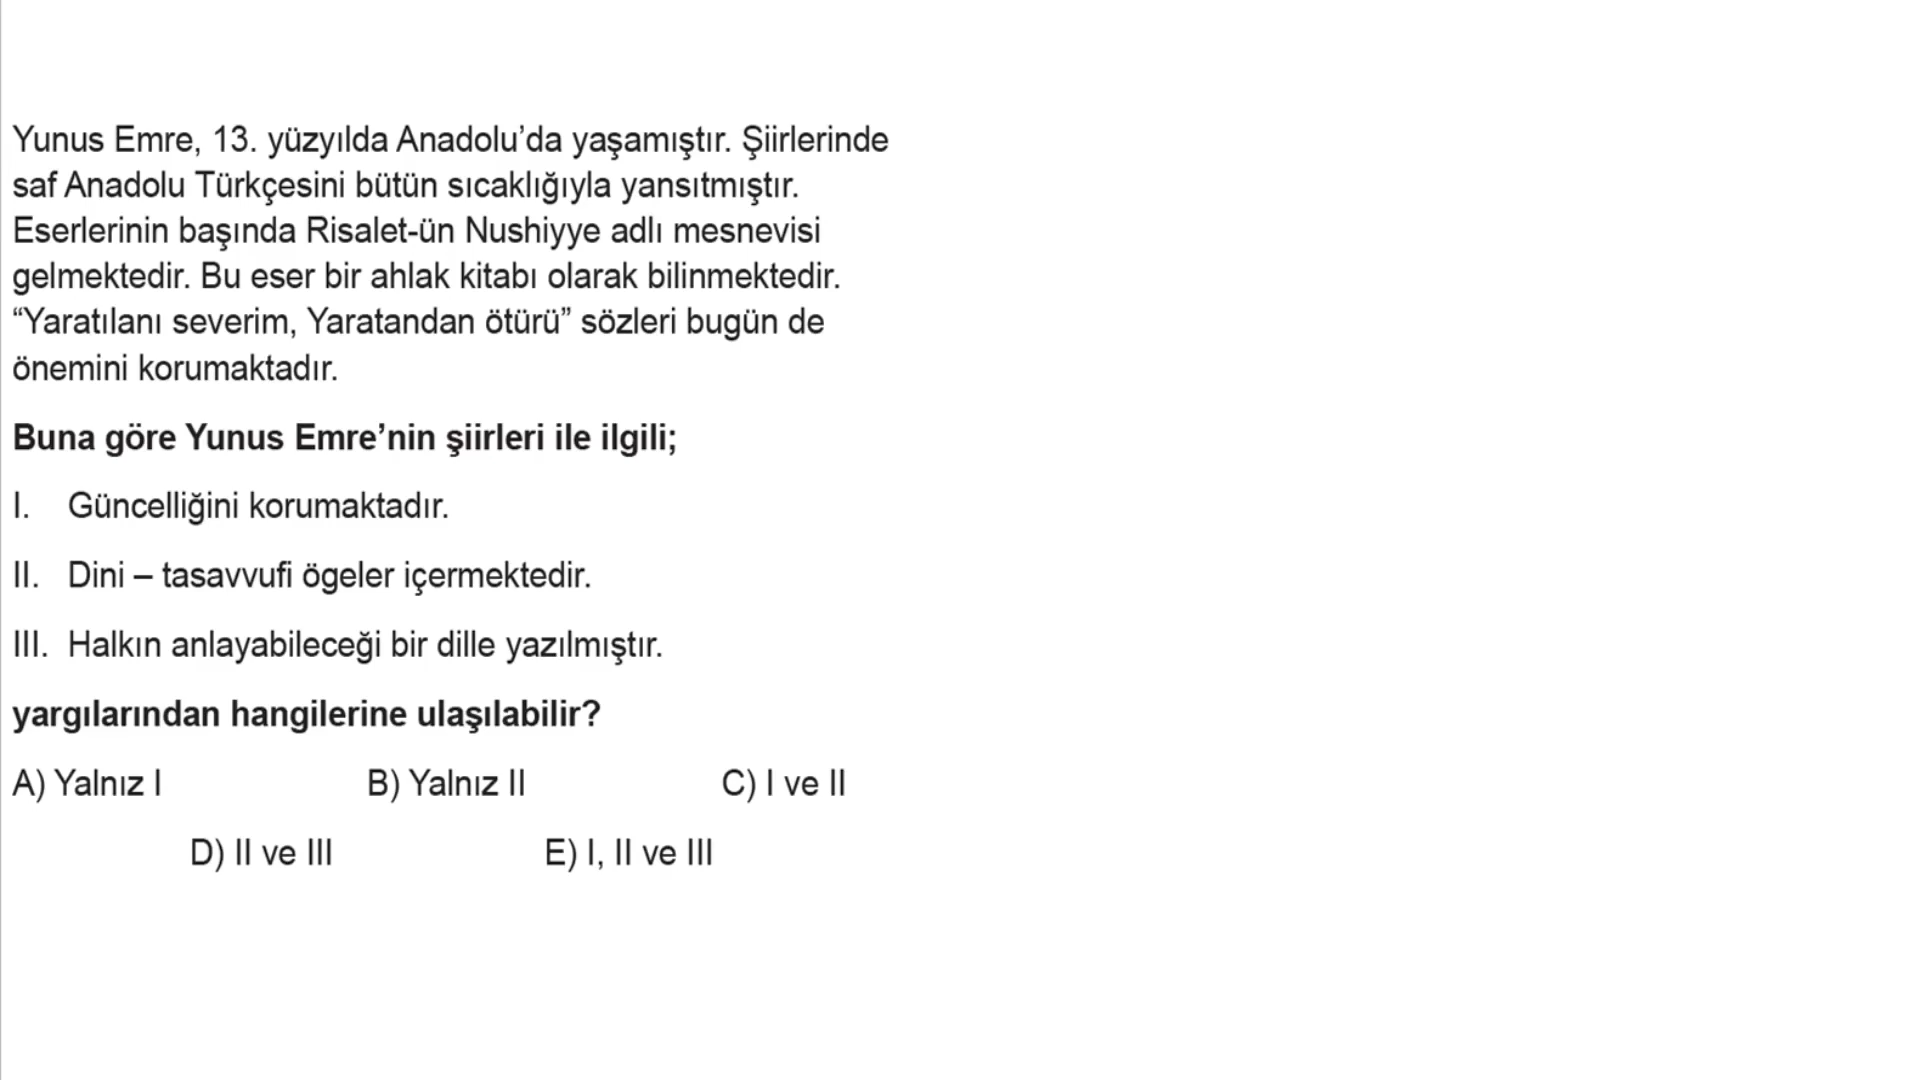 Yunus Emre, 13. yüzyılda Anadolu’da yaşamıştır. Şiirlerinde
saf Anadolu Türkçesini bütün sıcaklığıyla yansıtmıştır.
Eserlerinin başında Risalet-ün Nushiyye adlı mesnevisi
gelmektedir. Bu eser bir ahlak kitabı olarak bilinmektedir.
“Yaratılanı severim, Yaratandan ötürü” sözleri bugün de
önemini korumaktadır.
Buna göre Yunus Emre’nin şiirleri ile ilgili;
I. Güncelliğini korumaktadır.
II. Dini – tasavvufi ögeler içermektedir.
III. Halkın anlayabileceği bir dille yazılmıştır.
yargılarından hangilerine ulaşılabilir?
A) Yalnız I B) Yalnız II C) I ve II
D) II ve III E) I, II ve III